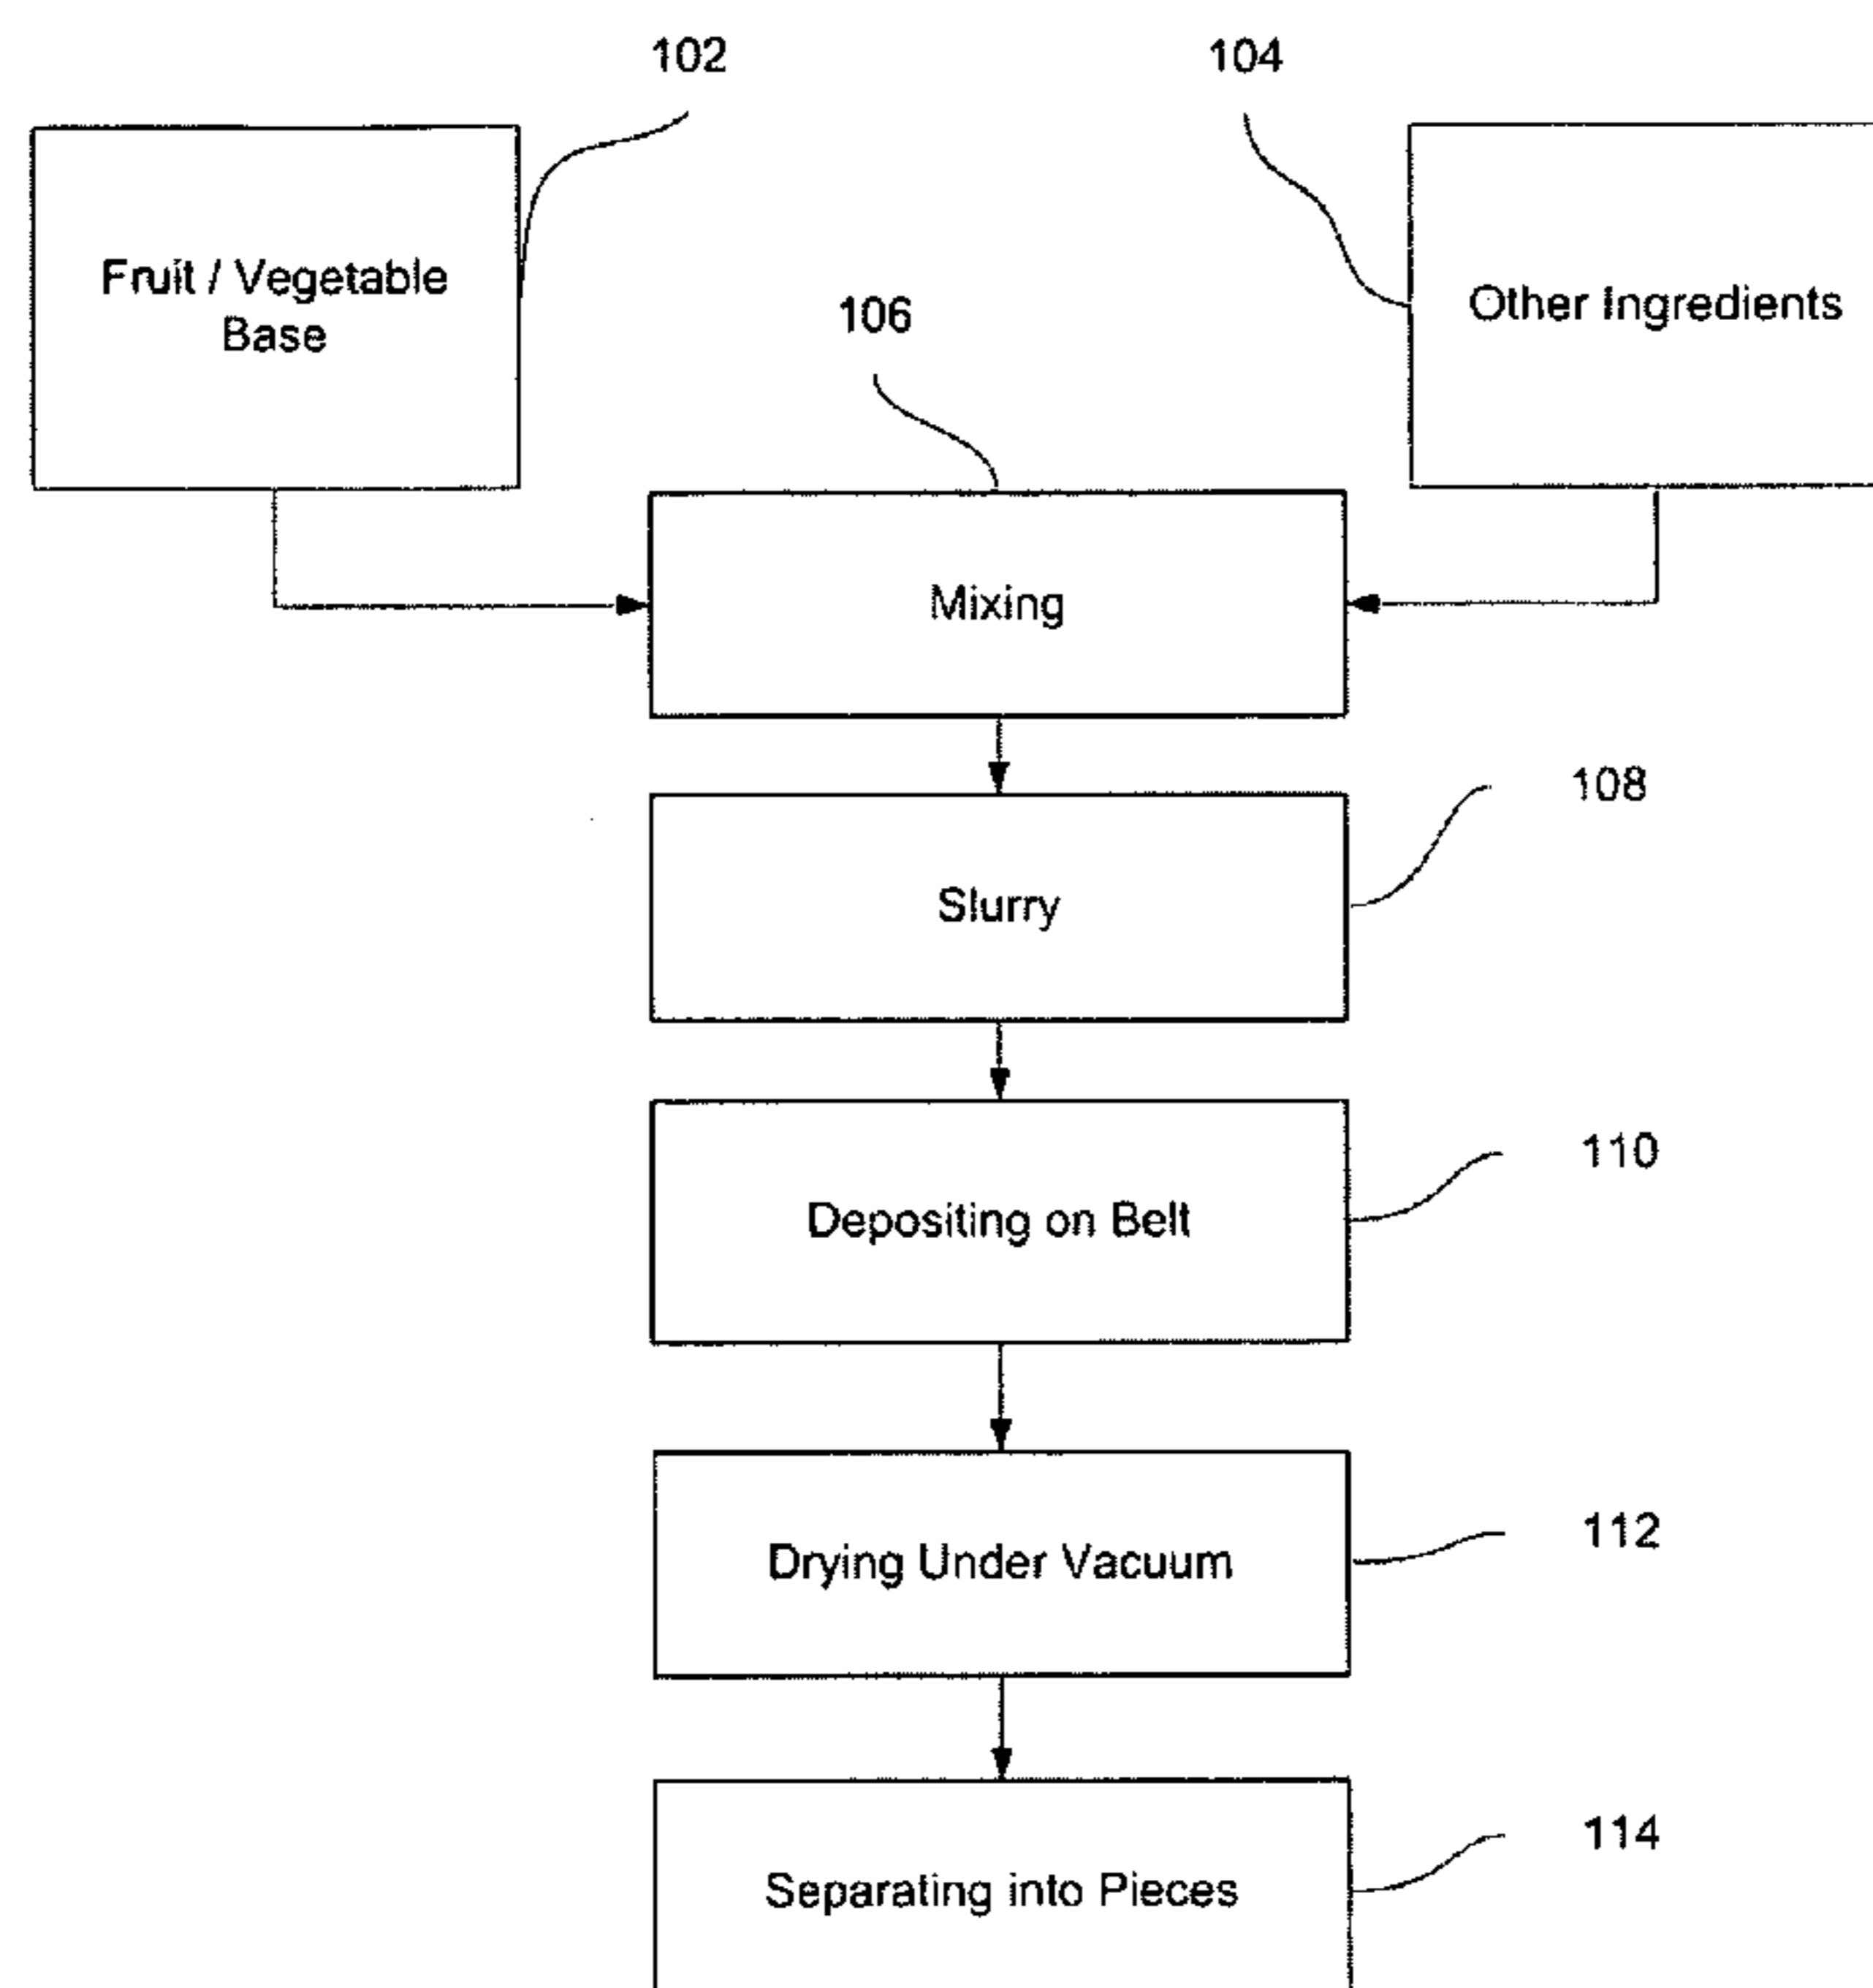 102
104
Fruit / Vegetable
Base
Other Ingredients
106
Mixing
108
Slurry
110
Depositing on Belt
112
Drying Under Vacuum
114
Separating into Pieces